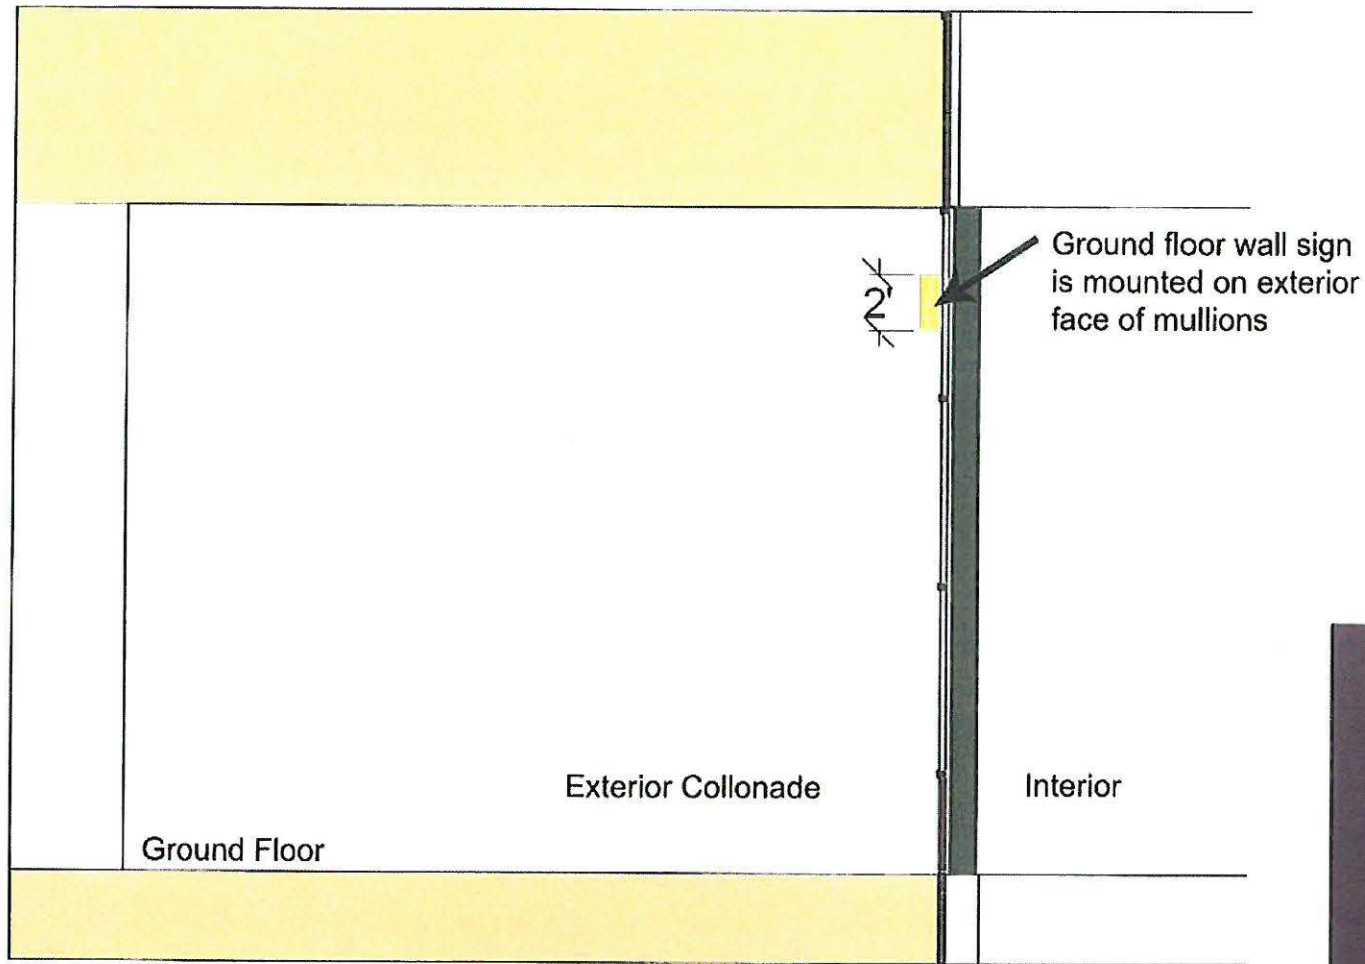 Ground floor wall sign
is mounted on exterior
face of mullions
2'
Exterior Collonade
Interior
Ground Floor